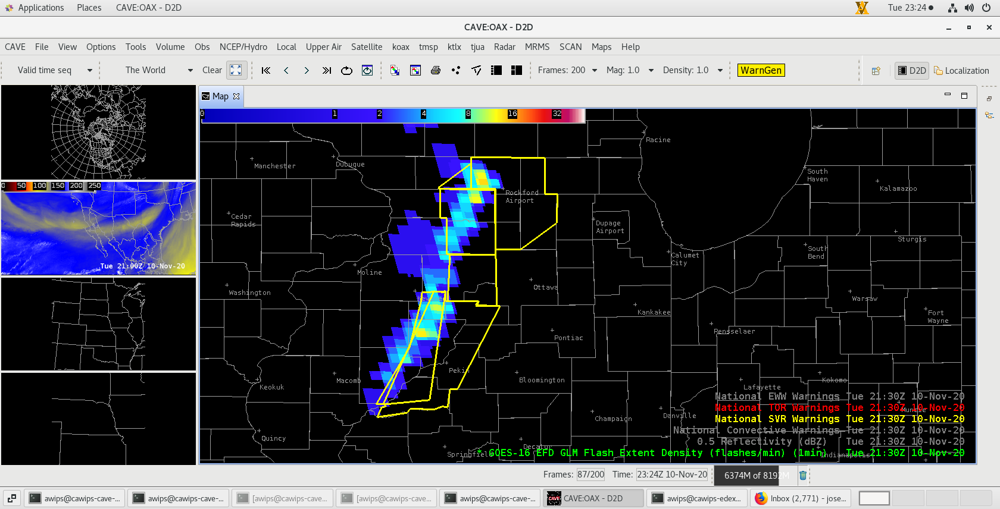 Applications Places CAVE:OAX - D2D Tue 23:24
CAVE:OAX - D2D
CAVE File View Options Tools Volume Obs NCEP/Hydro Local Upper Air Satellite koax tmsp ktlx tjua Radar MRMS SCAN Maps Help
Valid time seq The World Clear Frames: 200 Mag: 1.0 Density: 1.0 WarnGen D2D Localization
Map
0 1 2 4 8 16 32
Racine
Manchester
Dubuque
South
Haven
Kalamazoo
Rockford
Airport
0 50 100 150 200 250
Cedar
Rapids
Dupage
Airport
Sturgis
South
Bend
Calumet
City
Tue 21:00Z 10-Nov-20
Moline
Washington
Ottawa
Warsaw
Kankakee
Fort
Wayne
Rensselaer
Pontiac
Pekin
Macomb
Bloomington
Kokomo
Keokuk
Lafayette
National EWW Warnings Tue 21:30Z 10-Nov-20
National TOR Warnings Tue 21:30Z 10-Nov-20
Muncie
National SVR Warnings Tue 21:30Z 10-Nov-20
Champaign
Danville
National Convective Warnings Tue 21:30Z 10-Nov-20
Quincy
0.5 Reflectivity (dBZ) Tue 21:30Z 10-Nov-20
Decatur
Springfield
Indianapolis
* GOES-16 EFD GLM Flash Extent Density (flashes/min) (1min) Tue 21:30Z 10-Nov-20
Frames: 87/200 Time: 23:24Z 10-Nov-20 6374M of 8192M
awips@cawips-cave-... awips@cawips-cave-... [awips@cawips-cave... [awips@cawips-cave... awips@cawips-cave-... CAVE:OAX - D2D awips@cawips-edex... Inbox (2,771) - jose...